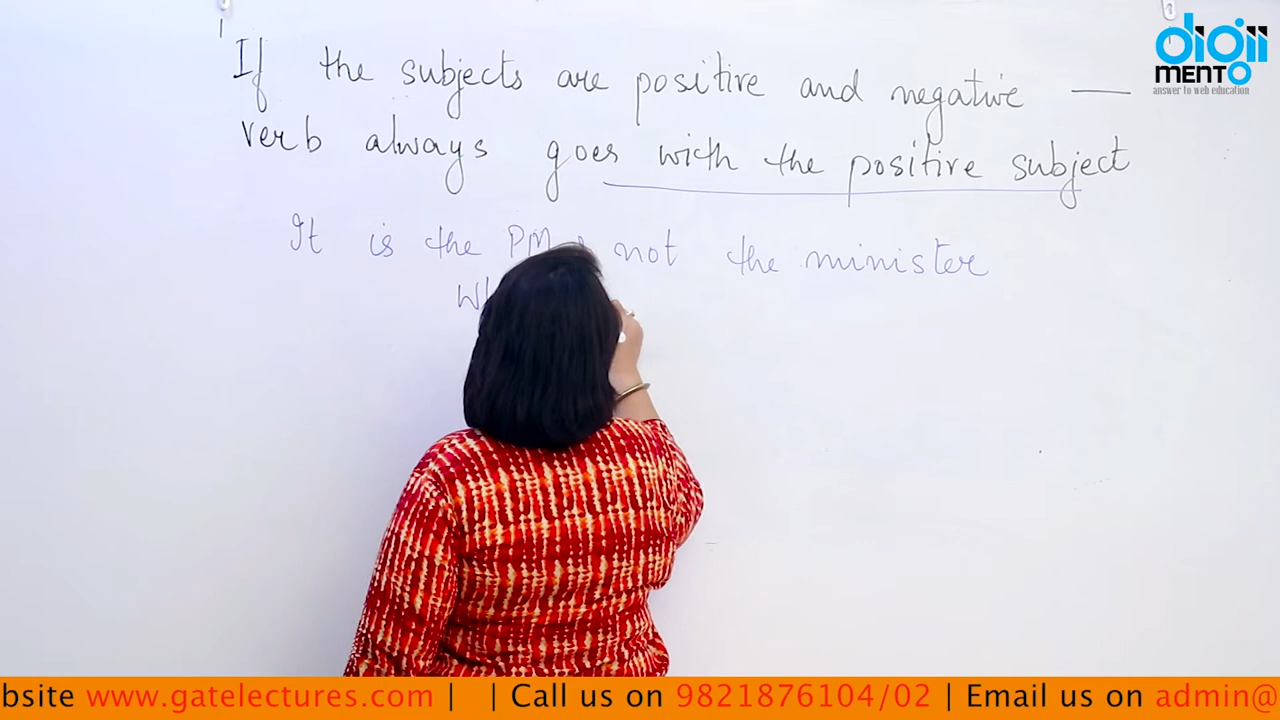 digii
MENTO
answer to web education
If the subjects are positive and negative —
verb always goes with the positive subject
It is the PM not the minister
bsite www.gatelectures.com | | Call us on 9821876104/02 | Email us on admin@